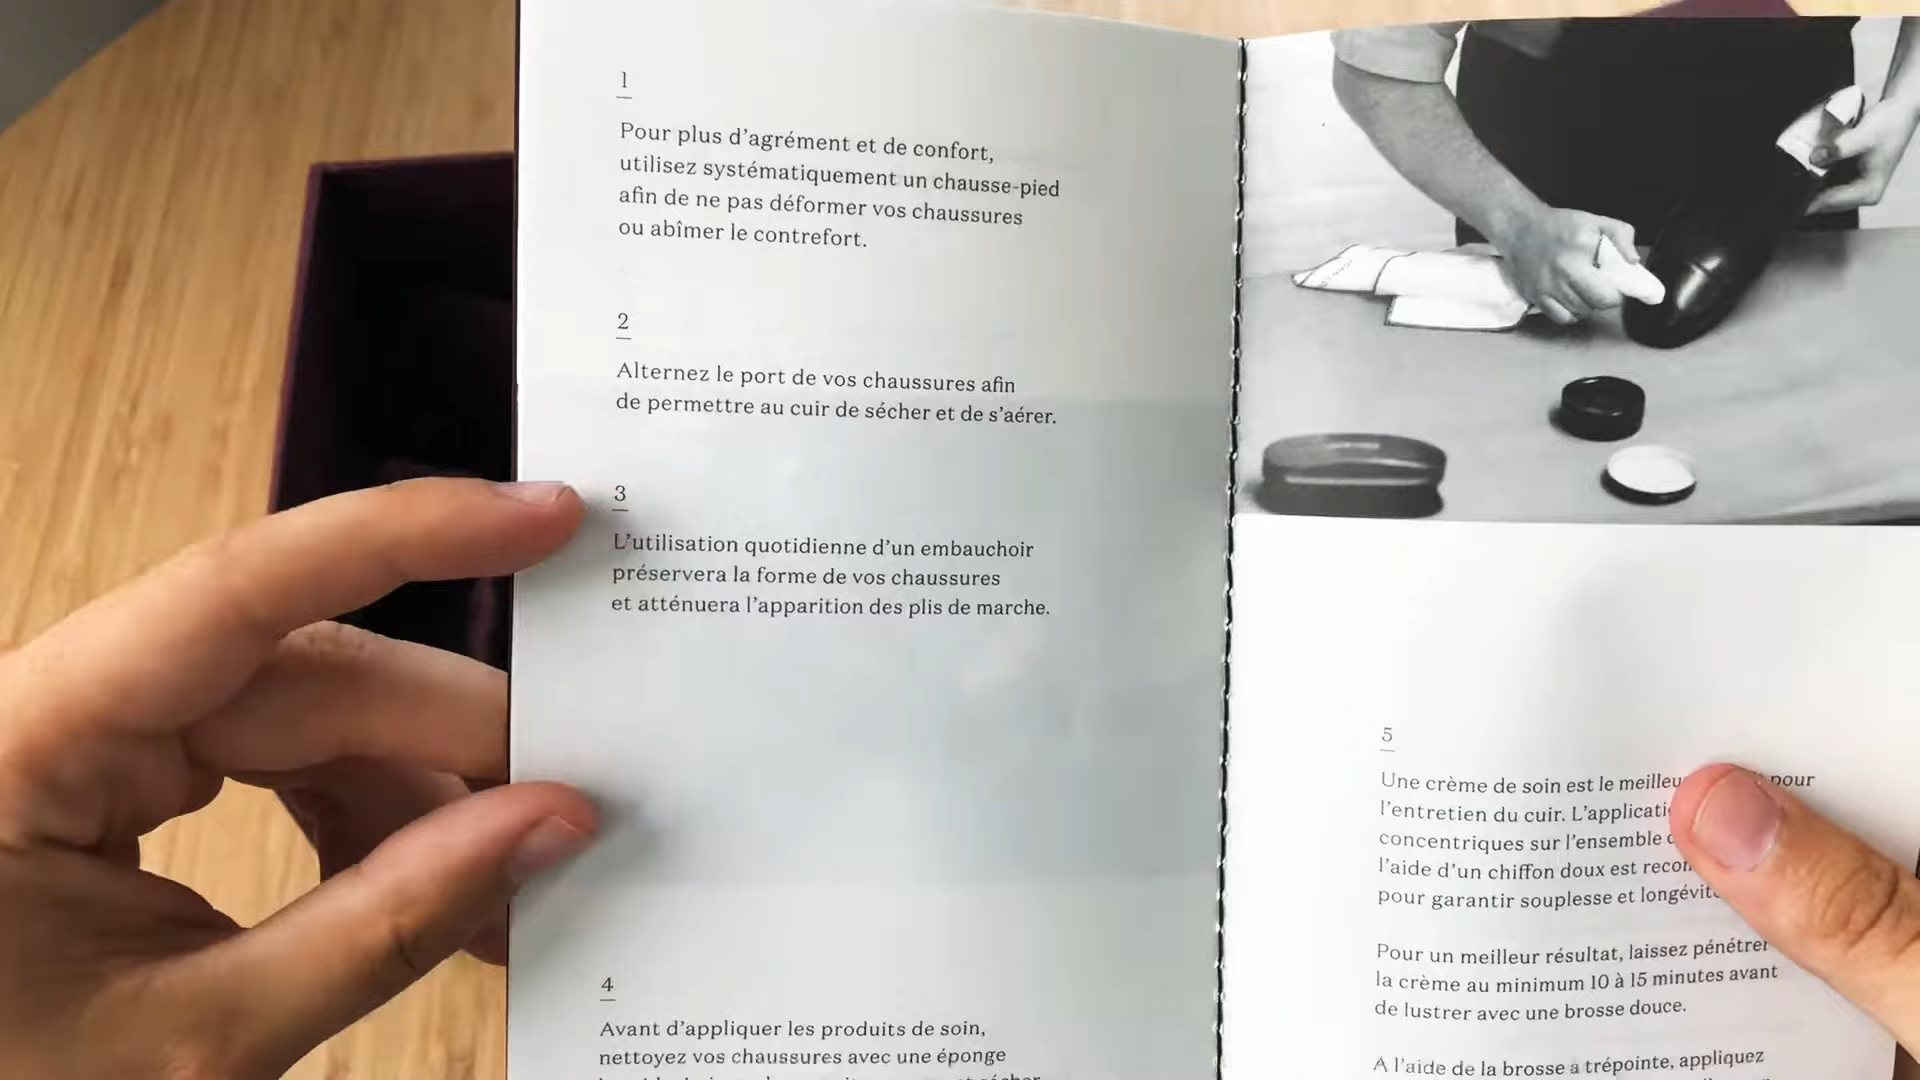 1
Pour plus d’agrément et de confort,
utilisez systématiquement un chausse-pied
afin de ne pas déformer vos chaussures
ou abîmer le contrefort.
2
Alternez le port de vos chaussures afin
de permettre au cuir de sécher et de s’aérer.
3
L’utilisation quotidienne d’un embauchoir
préservera la forme de vos chaussures
et atténuera l’apparition des plis de marche.
4
Avant d’appliquer les produits de soin,
nettoyez vos chaussures avec une éponge
5
Une crème de soin est le pour
l’entretien du cuir.
concentriques sur l’ensemble
l’aide d’un chiffon doux est
pour garantir souplesse et
Pour un meilleur résultat, laissez pénétrer
la crème au minimum 10 à 15 minutes avant
de lustrer avec une brosse douce.
A l’aide de la brosse a trépointe, appliquez